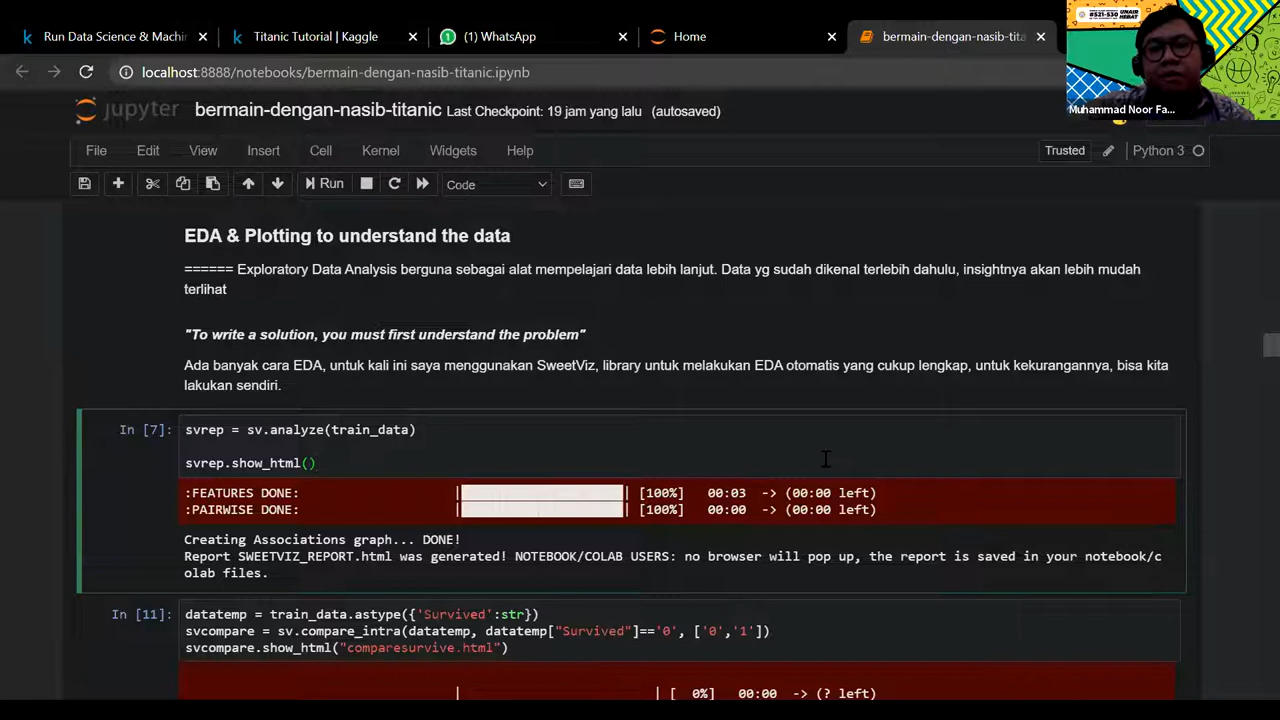 Run Data Science & Machin
Titanic Tutorial | Kaggle
(1) WhatsApp
Home
bermain-dengan-nasib-tita
#521-530
UNAIR HEBAT
Muhammad Noor Fa...
localhost:8888/notebooks/bermain-dengan-nasib-titanic.ipynb
jupyter bermain-dengan-nasib-titanic Last Checkpoint: 19 jam yang lalu (autosaved)
File Edit View Insert Cell Kernel Widgets Help Trusted Python 3
Run Code
EDA & Plotting to understand the data
====== Exploratory Data Analysis berguna sebagai alat mempelajari data lebih lanjut. Data yg sudah dikenal terlebih dahulu, insightnya akan lebih mudah
terlihat
"To write a solution, you must first understand the problem"
Ada banyak cara EDA, untuk kali ini saya menggunakan SweetViz, library untuk melakukan EDA otomatis yang cukup lengkap, untuk kekurangannya, bisa kita
lakukan sendiri.
In [7]: svrep = sv.analyze(train_data)
svrep.show_html()
:FEATURES DONE: | | [100%] 00:03 -> (00:00 left)
:PAIRWISE DONE: | | [100%] 00:00 -> (00:00 left)
Creating Associations graph... DONE!
Report SWEETVIZ_REPORT.html was generated! NOTEBOOK/COLAB USERS: no browser will pop up, the report is saved in your notebook/c
olab files.
In [11]: datatemp = train_data.astype({'Survived':str})
svcompare = sv.compare_intra(datatemp, datatemp["Survived"]=='0', ['0','1'])
svcompare.show_html("comparesurvive.html")
| | [ 0%] 00:00 -> (? left)